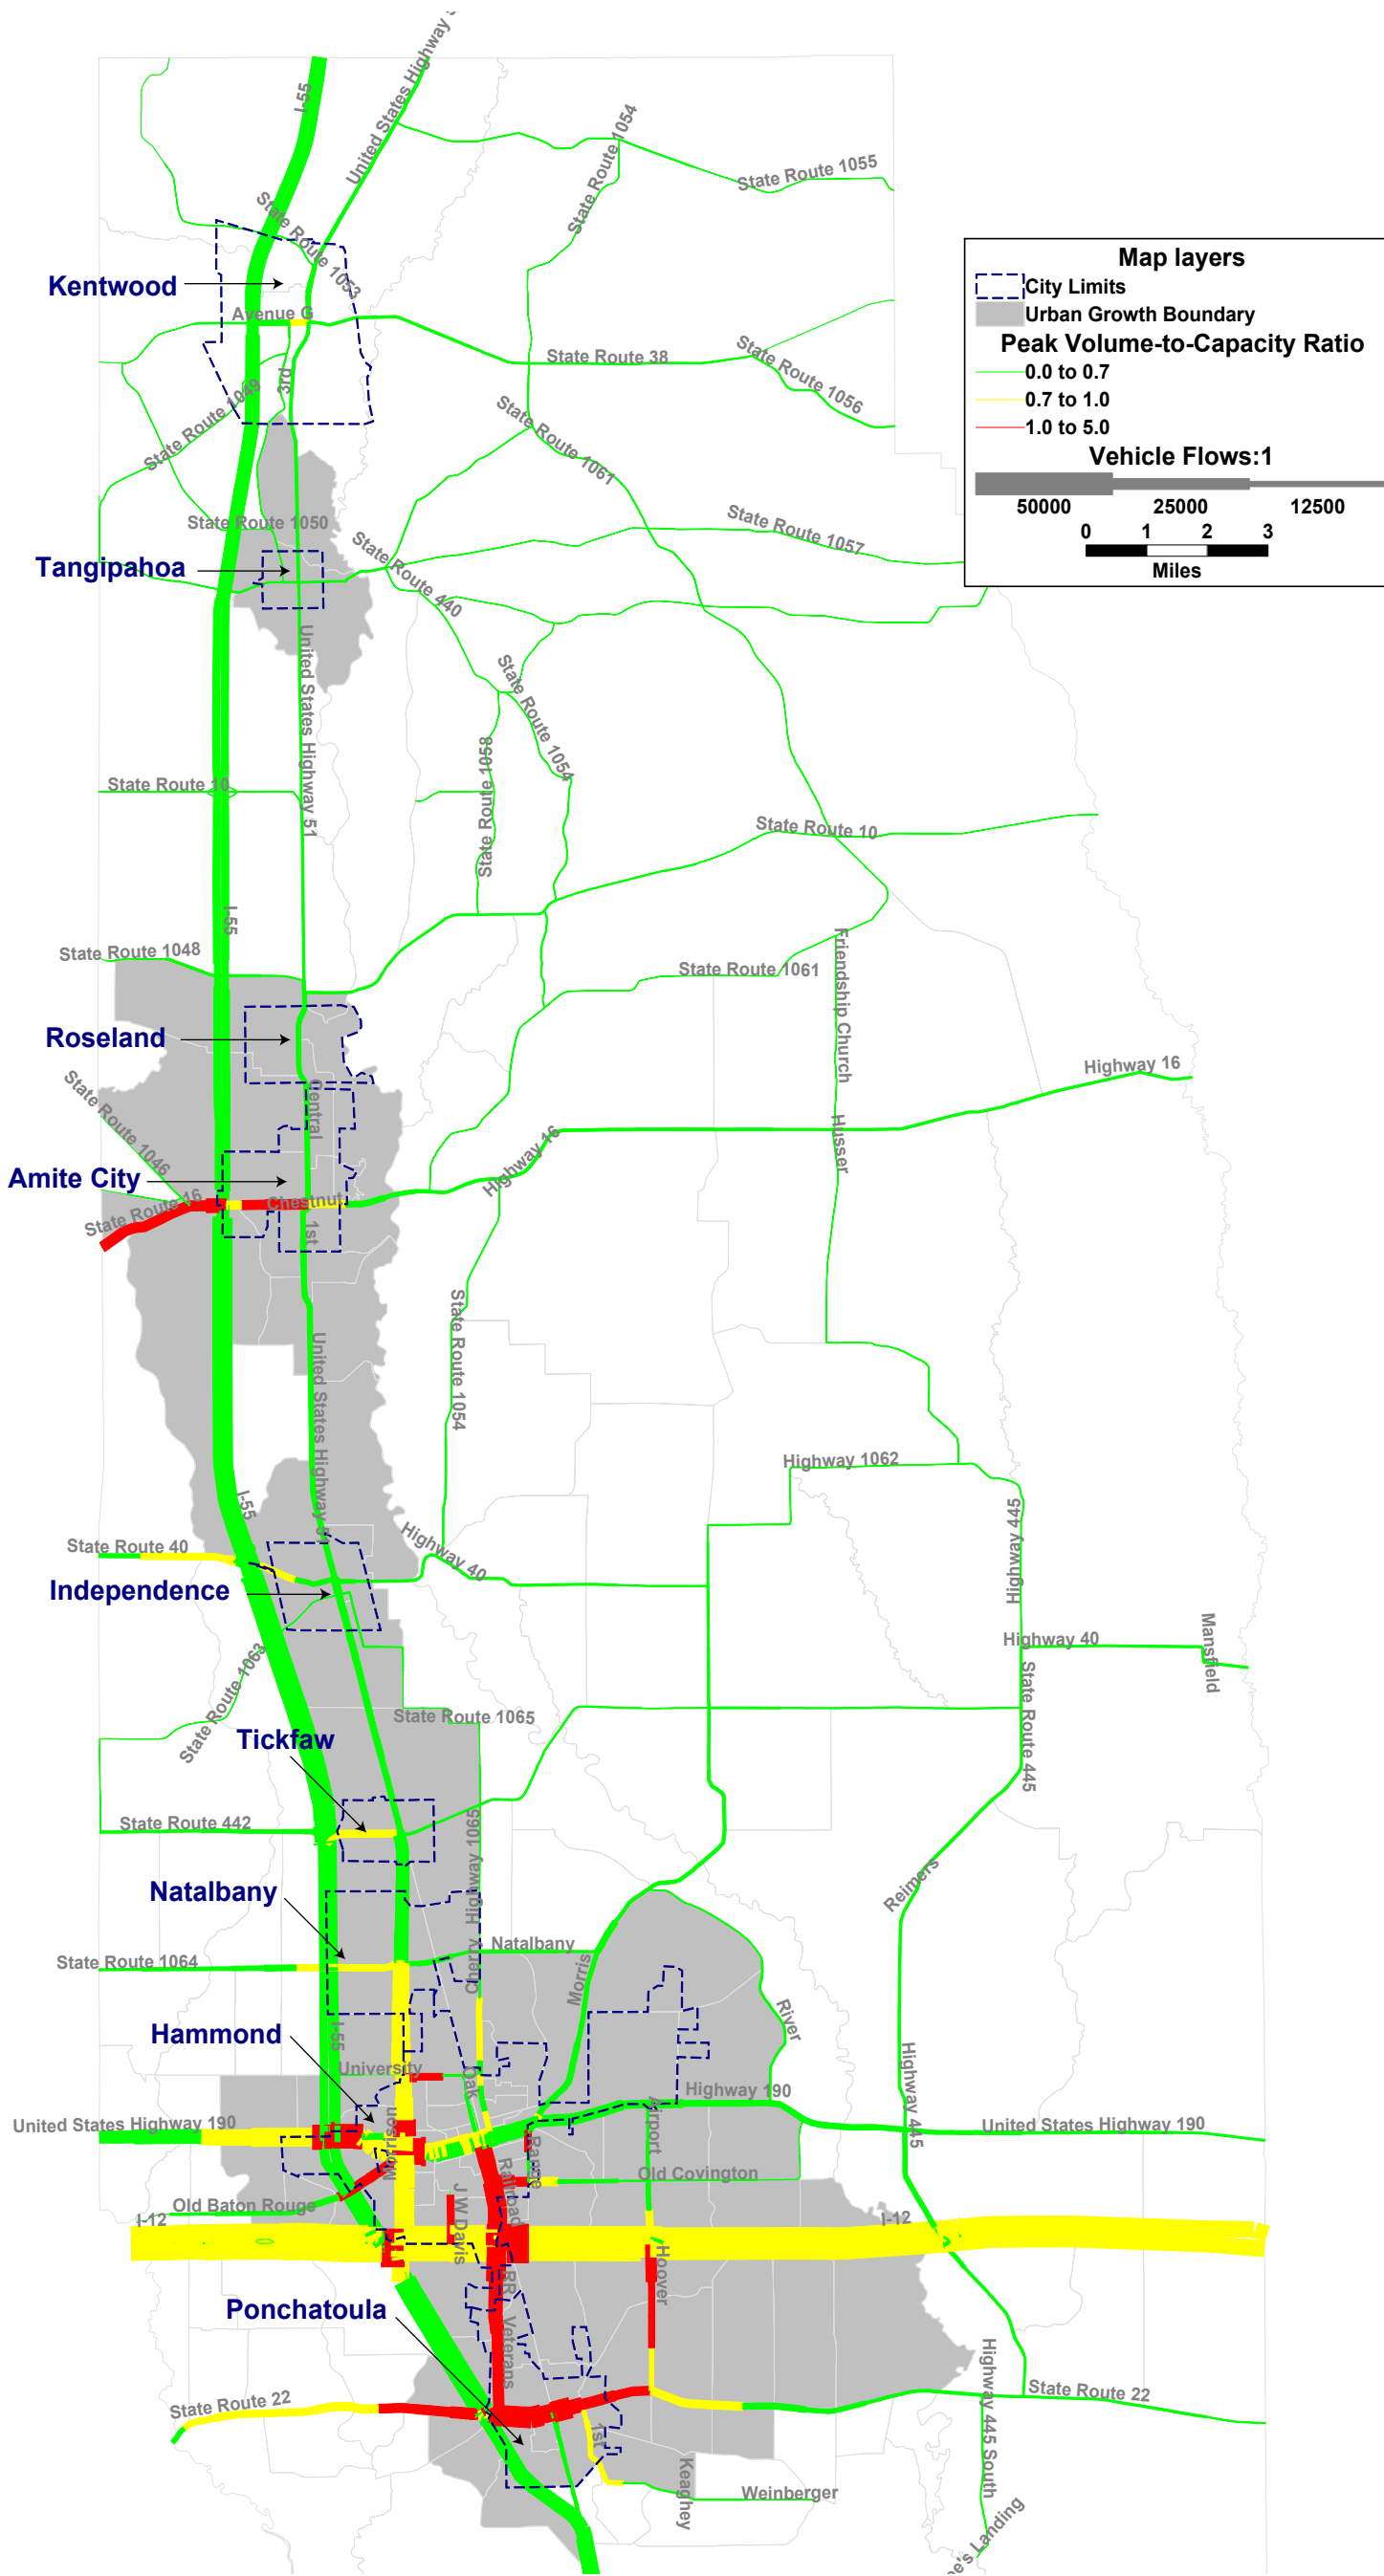 I-55
United States Highway
State Route 1054
State Route 1055
State Route 1053
Kentwood
Avenue G
State Route 38
State Route 1056
3rd
State Route 1049
State Route 1061
State Route 1050
State Route 1057
Tangipahoa
State Route 440
Map layers
City Limits
Urban Growth Boundary
Peak Volume-to-Capacity Ratio
0.0 to 0.7
0.7 to 1.0
1.0 to 5.0
Vehicle Flows:1
50000 25000 12500
0 1 2 3
Miles
United States Highway 51
State Route 1054
State Route 1058
State Route 10
State Route 10
I-55
State Route 1048
State Route 1061
Friendship Church
Roseland
Highway 16
State Route 1046
Central
Husser
Amite City
Highway 16
State Route 16
Chestnut
1st
State Route 1054
United States Highway 51
Highway 1062
I-55
Highway 445
State Route 40
Highway 40
Independence
Highway 40
Mansfield
State Route 1063
State Route 1065
State Route 445
Tickfaw
State Route 442
Highway 1065
Reimers
Natalbany
Cherry
Natalbany
State Route 1064
Morris
River
Hammond
I-55
University
Oak
Highway 190
Airport
United States Highway 190
Morrison
Highway 445
United States Highway 190
Range
Railroad
Old Covington
Old Baton Rouge
J W Davis
I-12
I-12
Hoover
RR
Ponchatoula
Veterans
State Route 22
State Route 22
Highway 445 South
1st
Keaghey
Weinberger
ee's Landing